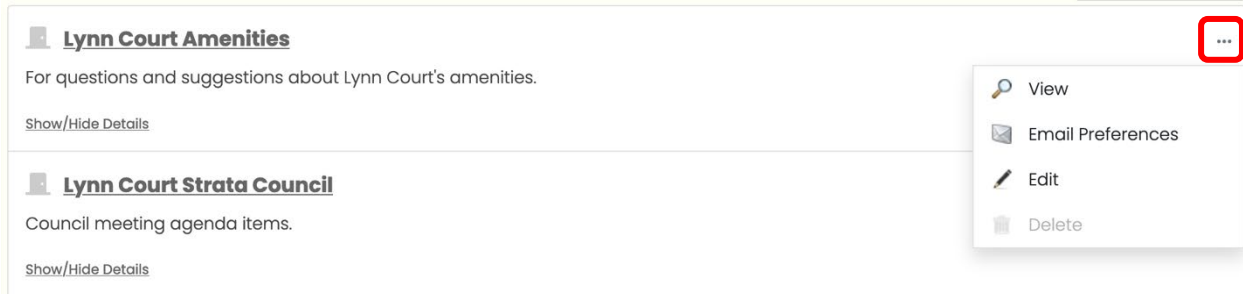 Lynn Court Amenities
...
For questions and suggestions about Lynn Court's amenities.
Show/Hide Details
View
Email Preferences
Edit
Delete
Lynn Court Strata Council
Council meeting agenda items.
Show/Hide Details